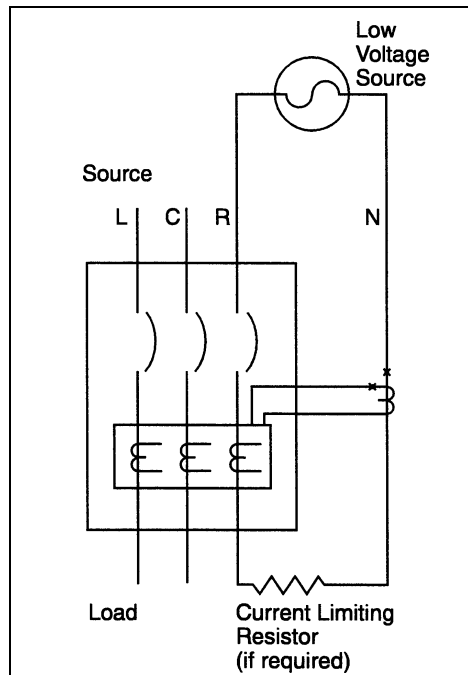 Low
Voltage
Source
Source
L C R N
Load
Current Limiting
Resistor
(if required)